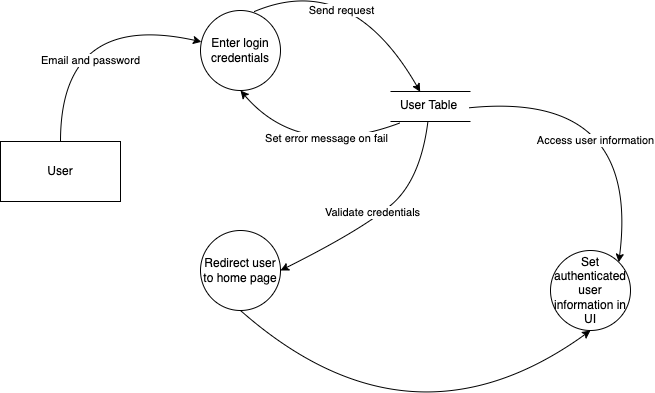 Send request
Enter login
credentials
Email and password
User Table
Set error message on fail
Access user information
User
Validate credentials
Redirect user
to home page
Set
authenticated
user
information in
UI